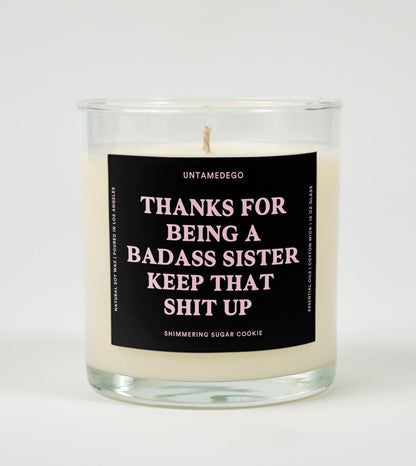 UNTAMEDEGO
THANKS FOR
BEING A
BADASS SISTER
KEEP THAT
SHIT UP
SHIMMERING SUGAR COOKIE
NATURAL SOY WAX | POURED IN LOS ANGELES
ESSENTIAL OILS | COTTON WICK | 12 OZ GLASS